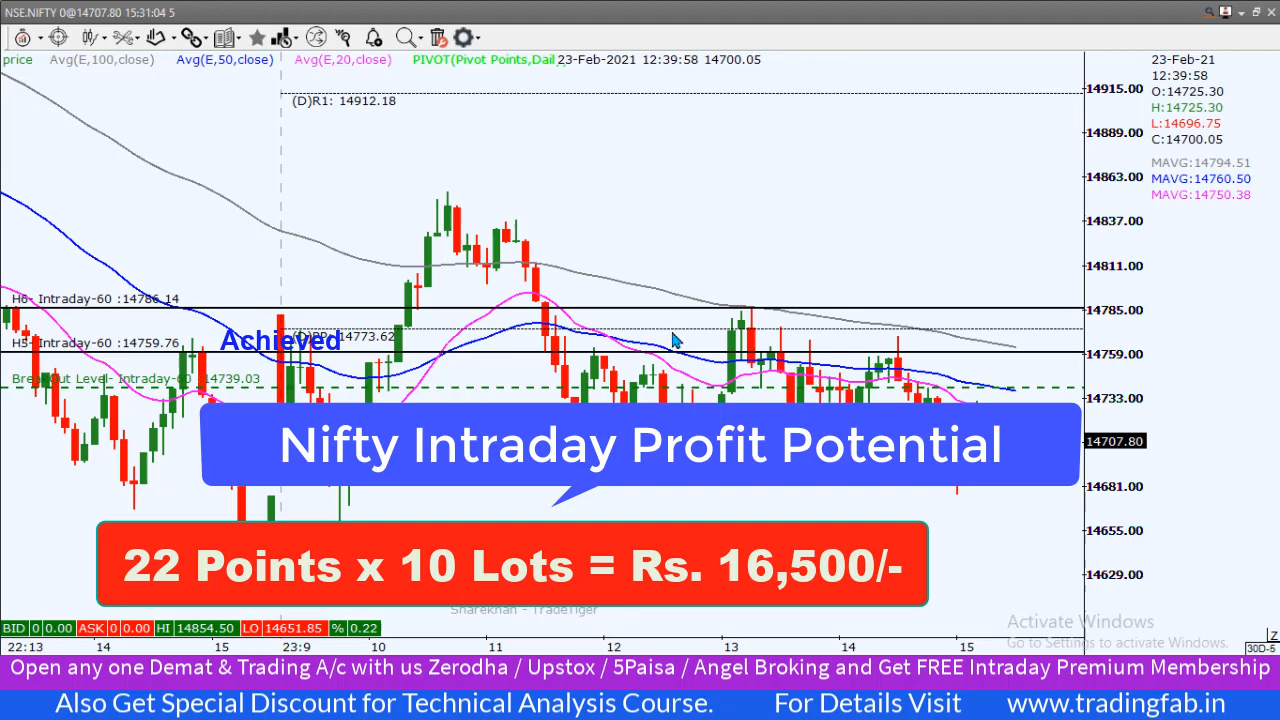 NSE.NIFTY 0@14707.80 15:31:04 5
price Avg(E,100,close) Avg(E,50,close) Avg(E,20,close) PIVOT(Pivot Points,Dail 23-Feb-2021 12:39:58 14700.05
23-Feb-21
12:39:58
O:14725.30
H:14725.30
L:14696.75
C:14700.05
MAVG:14794.51
MAVG:14760.50
MAVG:14750.38
(D)R1: 14912.18
H6- Intraday-60 :14786.14
(D)PP: 14773.62
Achieved
H5- Intraday-60 :14759.76
BreakOut Level- Intraday-60 :14739.03
14915.00
14889.00
14863.00
14837.00
14811.00
14785.00
14759.00
14733.00
14707.80
14681.00
14655.00
14629.00
Nifty Intraday Profit Potential
22 Points x 10 Lots = Rs. 16,500/-
Sharekhan - TradeTiger
BID 0 0.00 ASK 0 0.00 HI 14854.50 LO 14651.85 % 0.22
Activate Windows
Go to Settings to activate Windows.
22:13 14 15 23:9 10 11 12 13 14 15 30D-5
Z
Open any one Demat & Trading A/c with us Zerodha / Upstox / 5Paisa / Angel Broking and Get FREE Intraday Premium Membership
Also Get Special Discount for Technical Analysis Course. For Details Visit www.tradingfab.in